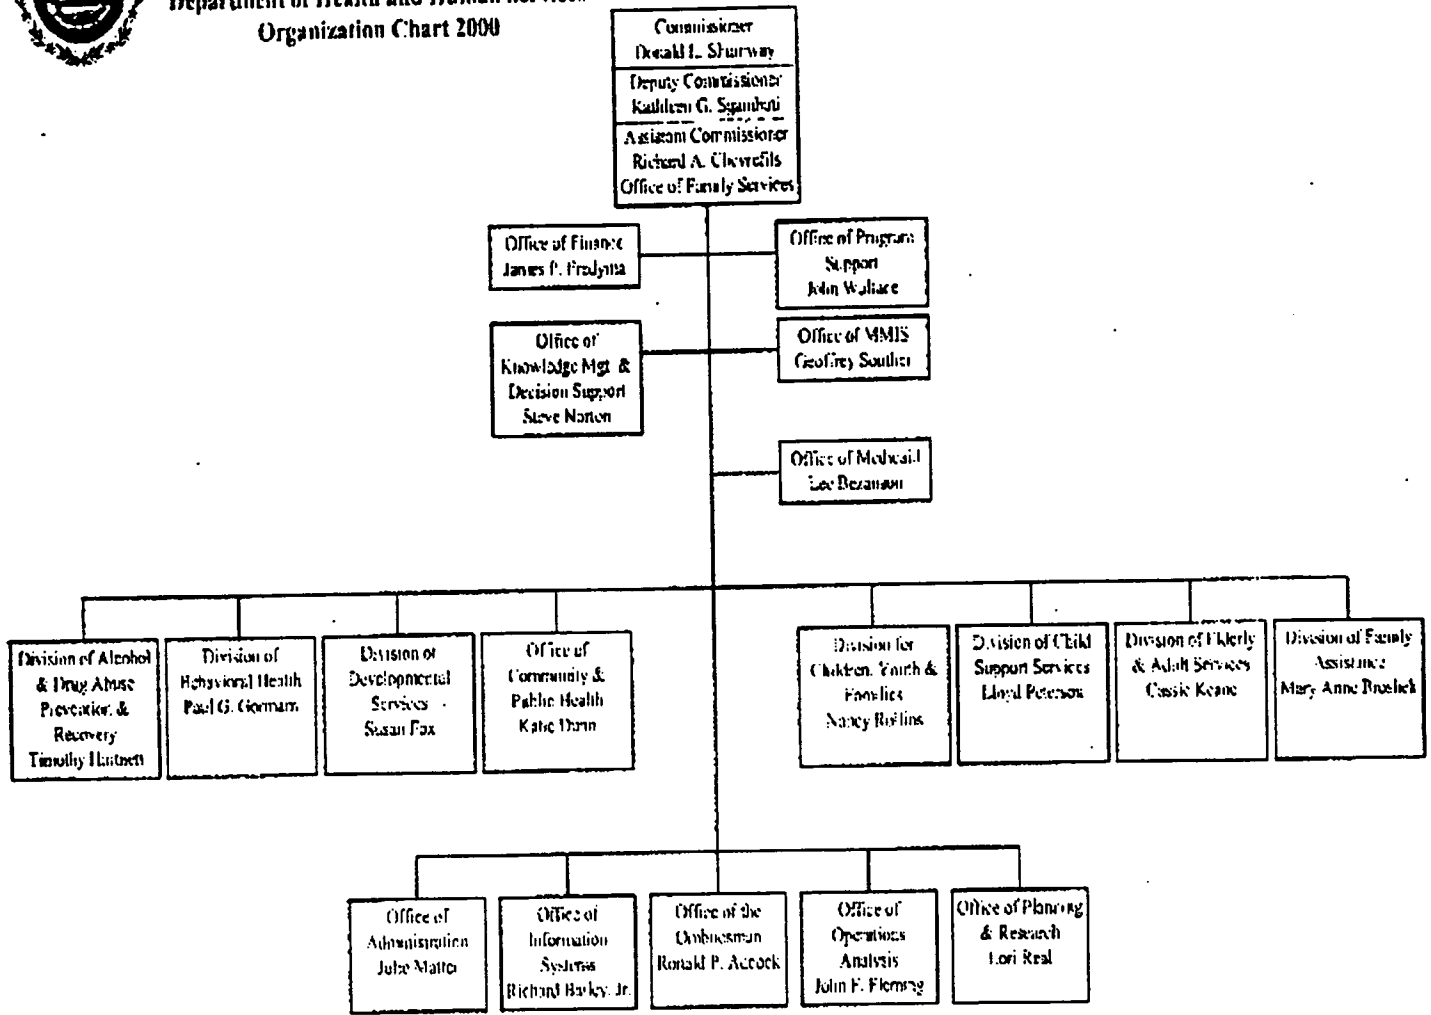 Department of Health and Human Services
Organization Chart 2000
Commissioner
Donald L. Shumway
Deputy Commissioner
Kathleen G. Sgambati
Assistant Commissioner
Richard A. Chevrefils
Office of Family Services
Office of Finance
James P. Fredyma
Office of Program
Support
John Wallace
Office of
Knowledge Mgt. &
Decision Support
Steve Norton
Office of MMIS
Geoffrey Souther
Office of Medicaid
Lee Bezanson
Division of Alcohol
& Drug Abuse
Prevention &
Recovery
Timothy Hartnett
Division of
Behavioral Health
Paul G. Gorman
Division of
Developmental
Services
Susan Fox
Office of
Community &
Public Health
Katie Dunn
Division for
Children, Youth &
Families
Nancy Rollins
Division of Child
Support Services
Lloyd Peterson
Division of Elderly
& Adult Services
Cassie Keane
Division of Family
Assistance
Mary Anne
Office of
Administration
Julie
Office of
Information
Systems
Richard Bailey, Jr.
Office of the
Ombudsman
Ronald P. Adcock
Office of
Operations
Analysis
John F. Fleming
Office of Planning
& Research
Lori Real